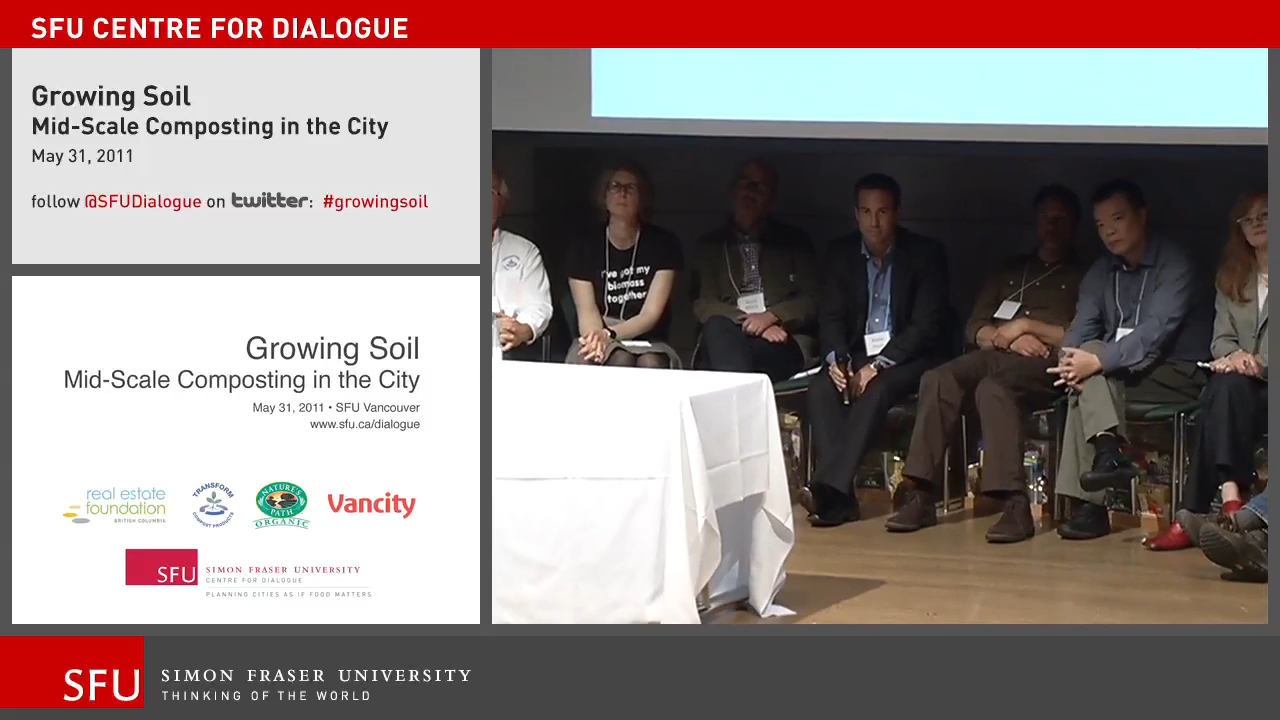 SFU CENTRE FOR DIALOGUE
Growing Soil
Mid-Scale Composting in the City
May 31, 2011
follow @SFUDialogue on twitter: #growingsoil
Growing Soil
Mid-Scale Composting in the City
May 31, 2011 • SFU Vancouver
www.sfu.ca/dialogue
real estate
foundation
BRITISH COLUMBIA
TRANSFORM
COMPOST PRODUCTS
NATURE'S
PATH
ORGANIC
Vancity
SFU
SIMON FRASER UNIVERSITY
CENTRE FOR DIALOGUE
PLANNING CITIES AS IF FOOD MATTERS
I've got my
biomass
together
SFU
SIMON FRASER UNIVERSITY
THINKING OF THE WORLD